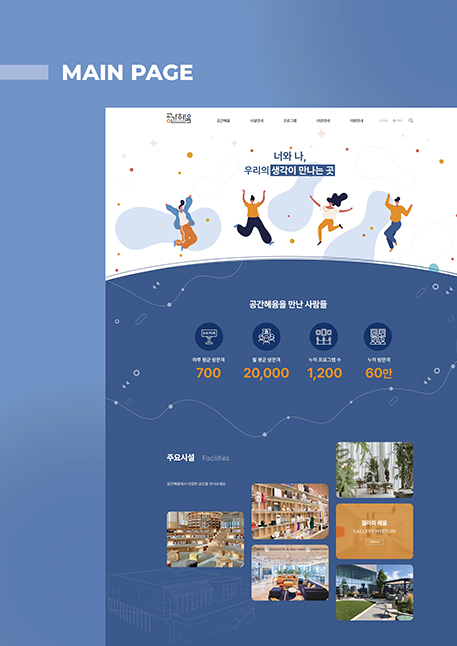 MAIN PAGE
공간혜윰
공간혜윰 시설안내 프로그램 대관안내 이용안내
너와 나,
우리의 생각이 만나는 곳
공간혜윰을 만난 사람들
하루 평균 방문객 월 평균 방문객 누적 프로그램 수 누적 방문객
700 20,000 1,200 60만
주요시설 Facilities
갤러리 혜윰
GALLERY HYEYUM